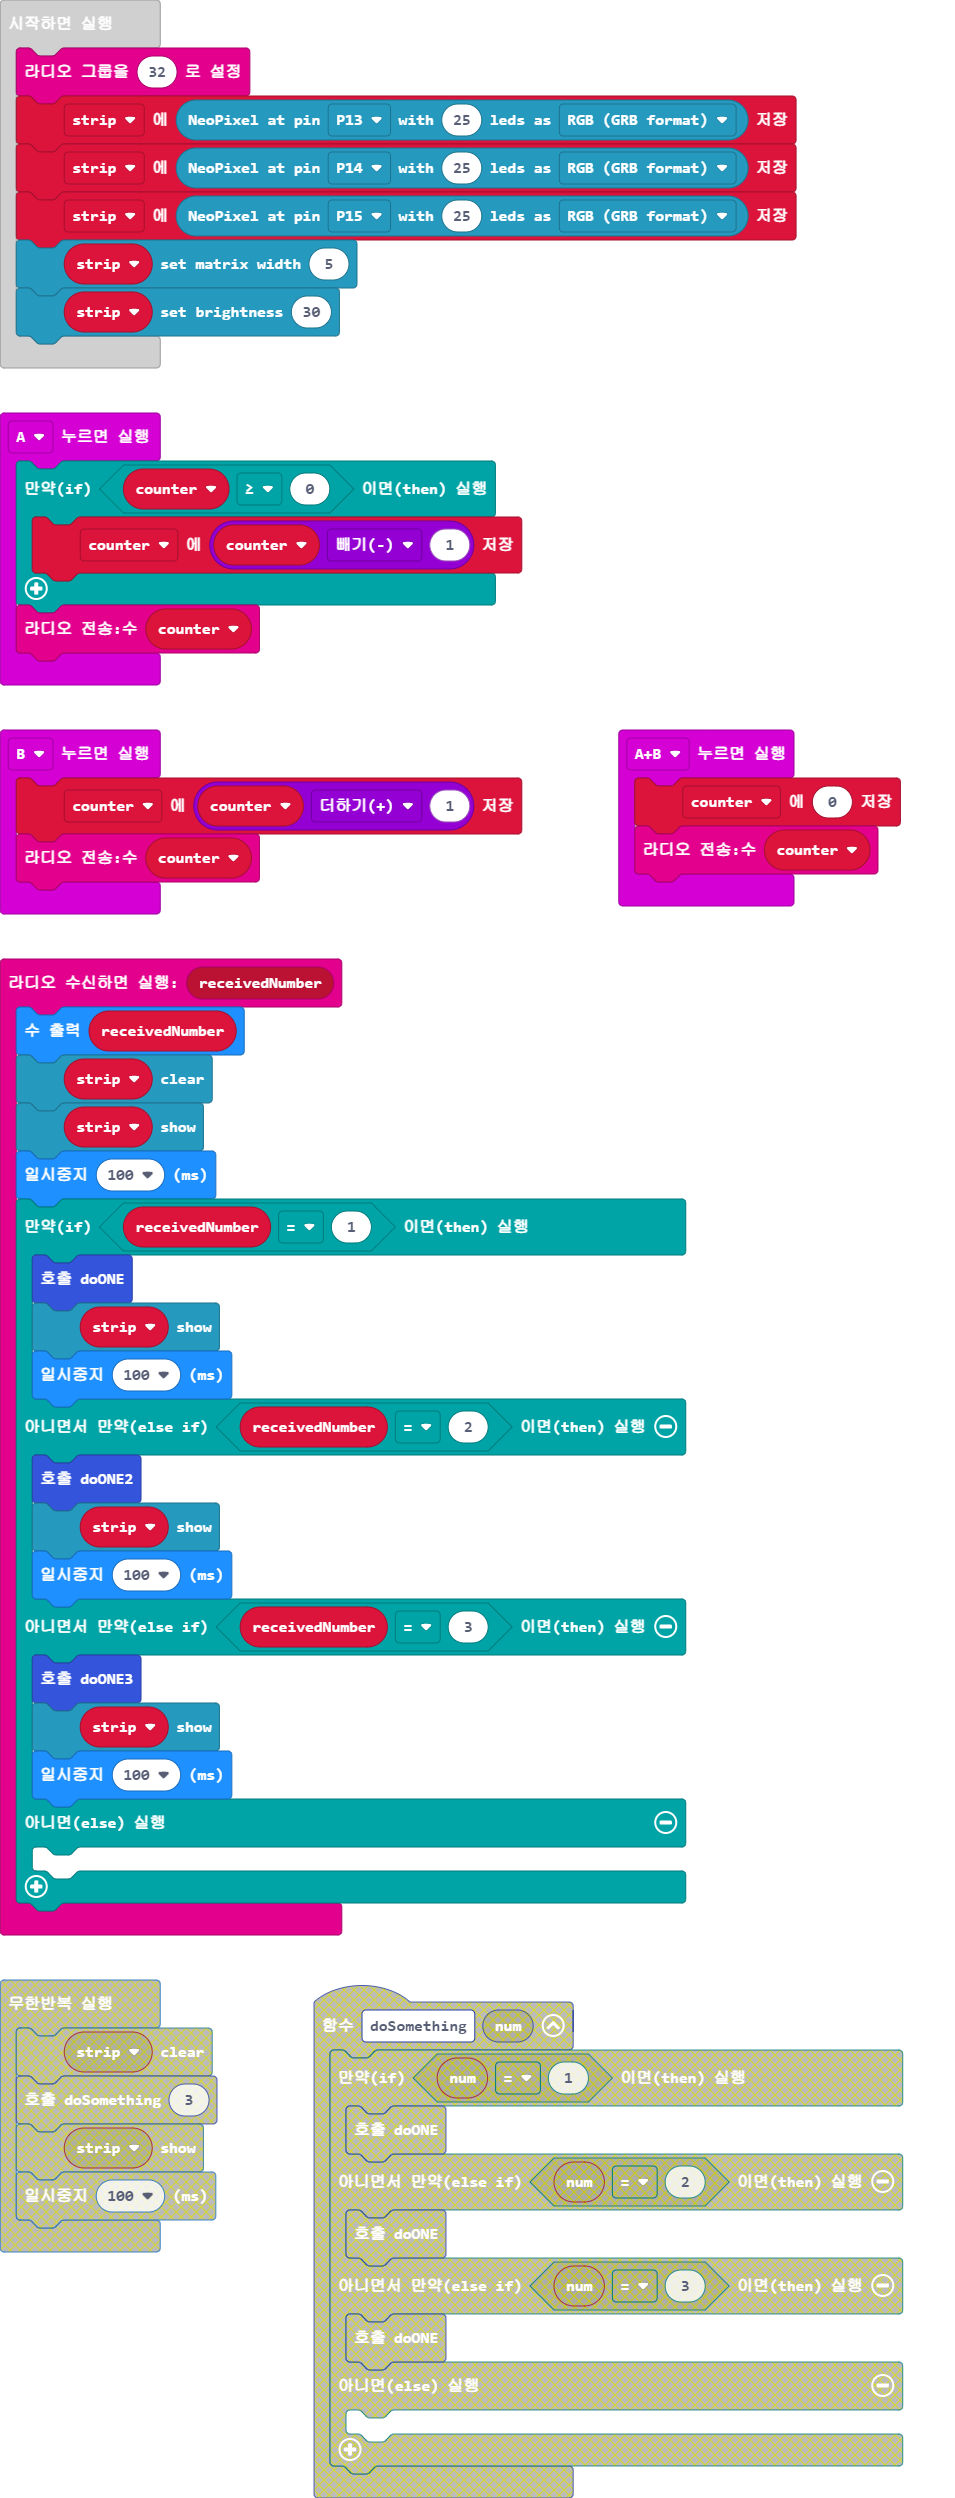 시작하면 실행
라디오 그룹을 32 로 설정
strip 에 NeoPixel at pin P13 with 25 leds as RGB (GRB format) 저장
strip 에 NeoPixel at pin P14 with 25 leds as RGB (GRB format) 저장
strip 에 NeoPixel at pin P15 with 25 leds as RGB (GRB format) 저장
strip set matrix width 5
strip set brightness 30
A 누르면 실행
만약(if) counter ≥ 0 이면(then) 실행
counter 에 counter 빼기(-) 1 저장
라디오 전송:수 counter
B 누르면 실행
counter 에 counter 더하기(+) 1 저장
라디오 전송:수 counter
A+B 누르면 실행
counter 에 0 저장
라디오 전송:수 counter
라디오 수신하면 실행: receivedNumber
수 출력 receivedNumber
strip clear
strip show
일시중지 100 (ms)
만약(if) receivedNumber = 1 이면(then) 실행
호출 doONE
strip show
일시중지 100 (ms)
아니면서 만약(else if) receivedNumber = 2 이면(then) 실행
호출 doONE2
strip show
일시중지 100 (ms)
아니면서 만약(else if) receivedNumber = 3 이면(then) 실행
호출 doONE3
strip show
일시중지 100 (ms)
아니면(else) 실행
무한반복 실행
strip clear
호출 doSomething 3
strip show
일시중지 100 (ms)
함수 doSomething num
만약(if) num = 1 이면(then) 실행
호출 doONE
아니면서 만약(else if) num = 2 이면(then) 실행
호출 doONE
아니면서 만약(else if) num = 3 이면(then) 실행
호출 doONE
아니면(else) 실행